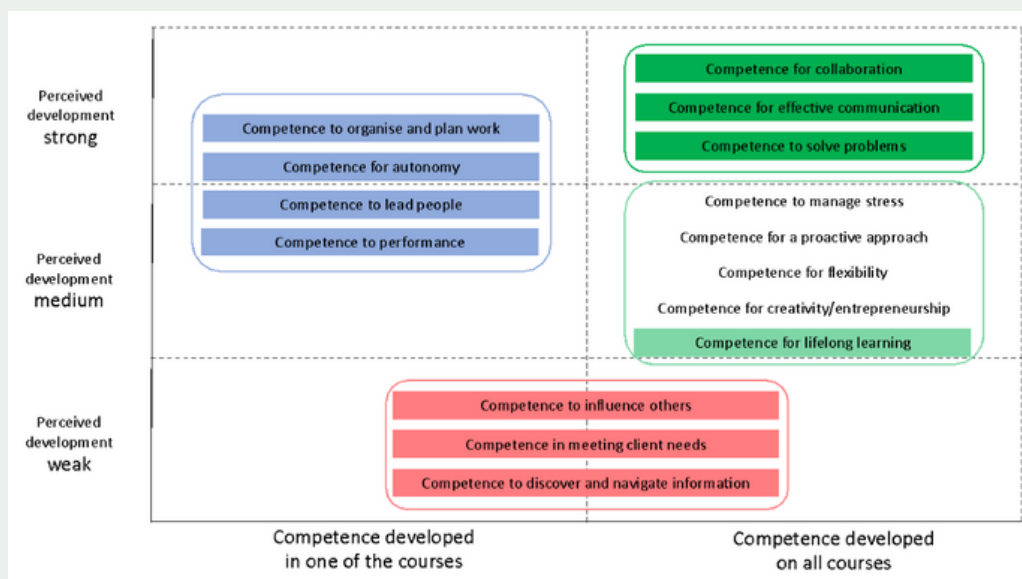 Perceived
development
strong
Competence to organise and plan work
Competence for autonomy
Competence to lead people
Competence to performance
Competence for collaboration
Competence for effective communication
Competence to solve problems
Perceived
development
medium
Competence to manage stress
Competence for a proactive approach
Competence for flexibility
Competence for creativity/entrepreneurship
Competence for lifelong learning
Perceived
development
weak
Competence to influence others
Competence in meeting client needs
Competence to discover and navigate information
Competence developed
in one of the courses
Competence developed
on all courses